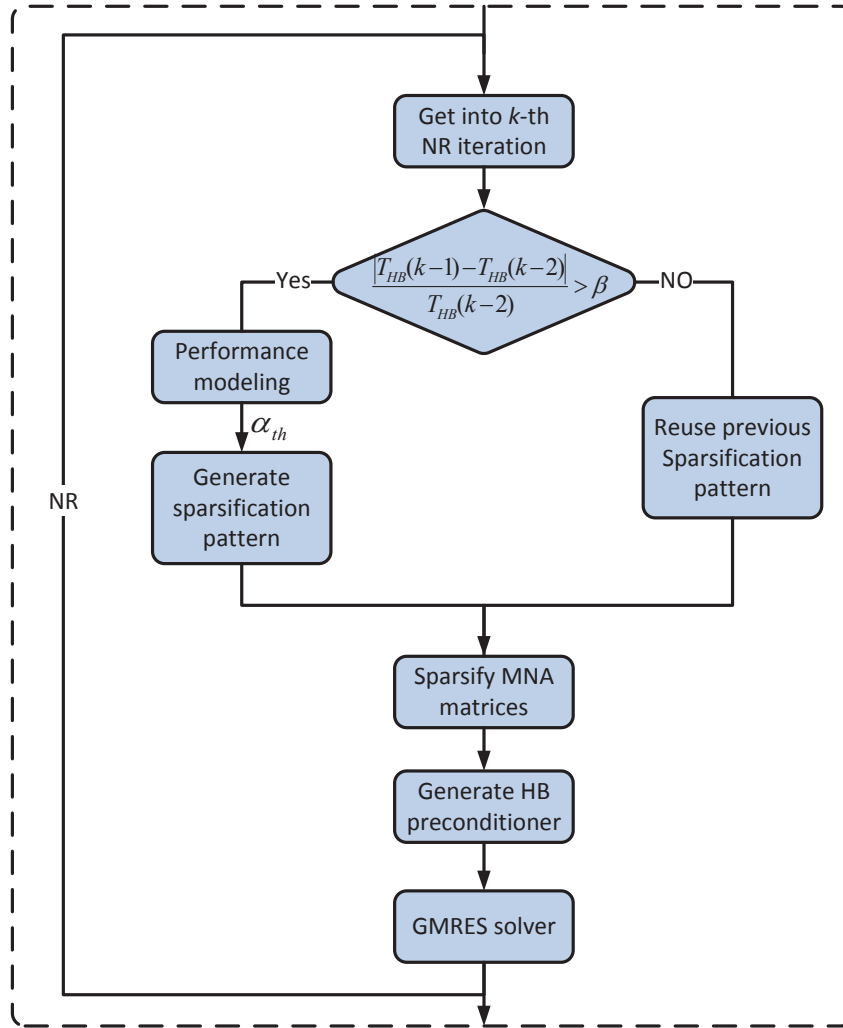 Get into k-th
NR iteration
|T_HB(k−1)−T_HB(k−2)|
T_HB(k−2)
> β
Yes
NO
Performance
modeling
α_th
Generate
sparsification
pattern
Reuse previous
Sparsification
pattern
NR
Sparsify MNA
matrices
Generate HB
preconditioner
GMRES solver